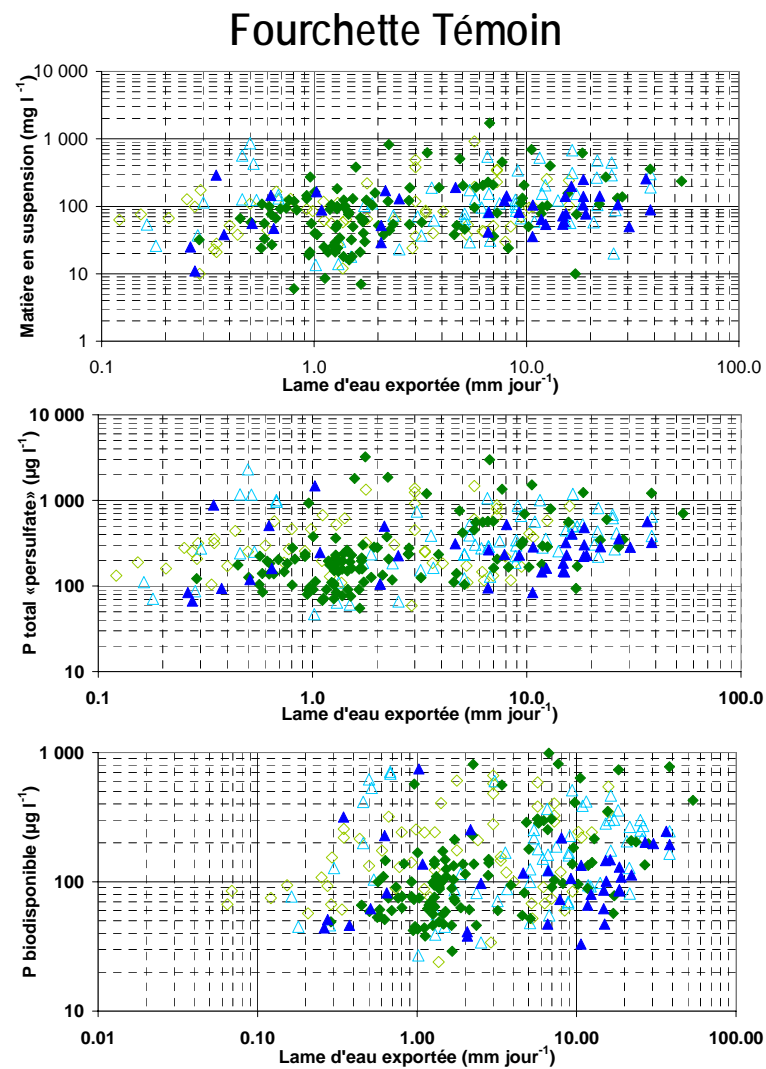 Fourchette Témoin
Matière en suspension (mg l⁻¹)
10 000
1 000
100
10
1
0.1 1.0 10.0 100.0
Lame d'eau exportée (mm jour⁻¹)
P total «persulfate» (µg l⁻¹)
10 000
1 000
100
10
0.1 1.0 10.0 100.0
Lame d'eau exportée (mm jour⁻¹)
P biodisponible (µg l⁻¹)
1 000
100
10
0.01 0.10 1.00 10.00 100.00
Lame d'eau exportée (mm jour⁻¹)